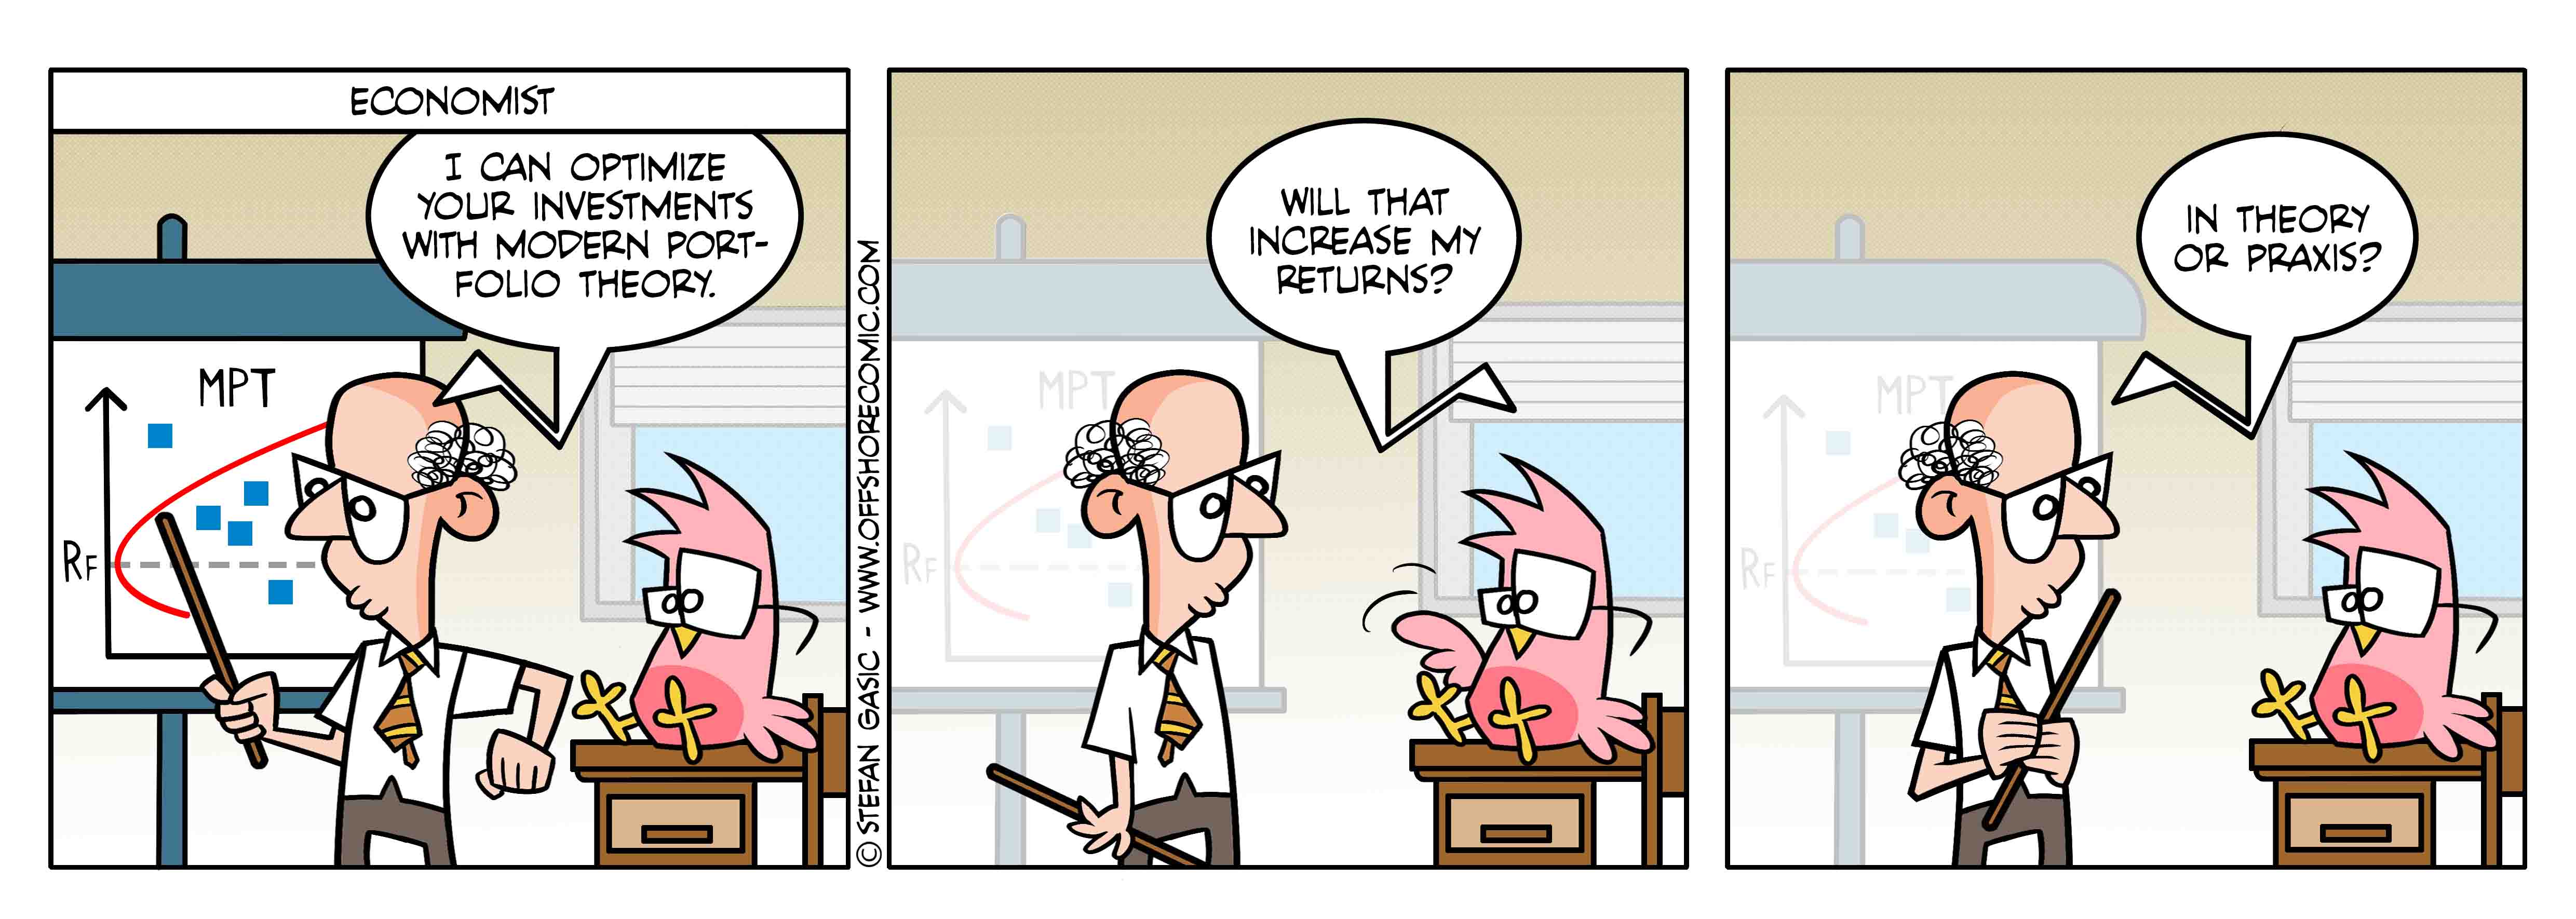 ECONOMIST
I CAN OPTIMIZE
YOUR INVESTMENTS
WITH MODERN PORT-
FOLIO THEORY.
MPT
RF
© STEFAN GASIC - WWW.OFFSHORECOMIC.COM
WILL THAT
INCREASE MY
RETURNS?
MPT
RF
IN THEORY
OR PRAXIS?
MPT
RF